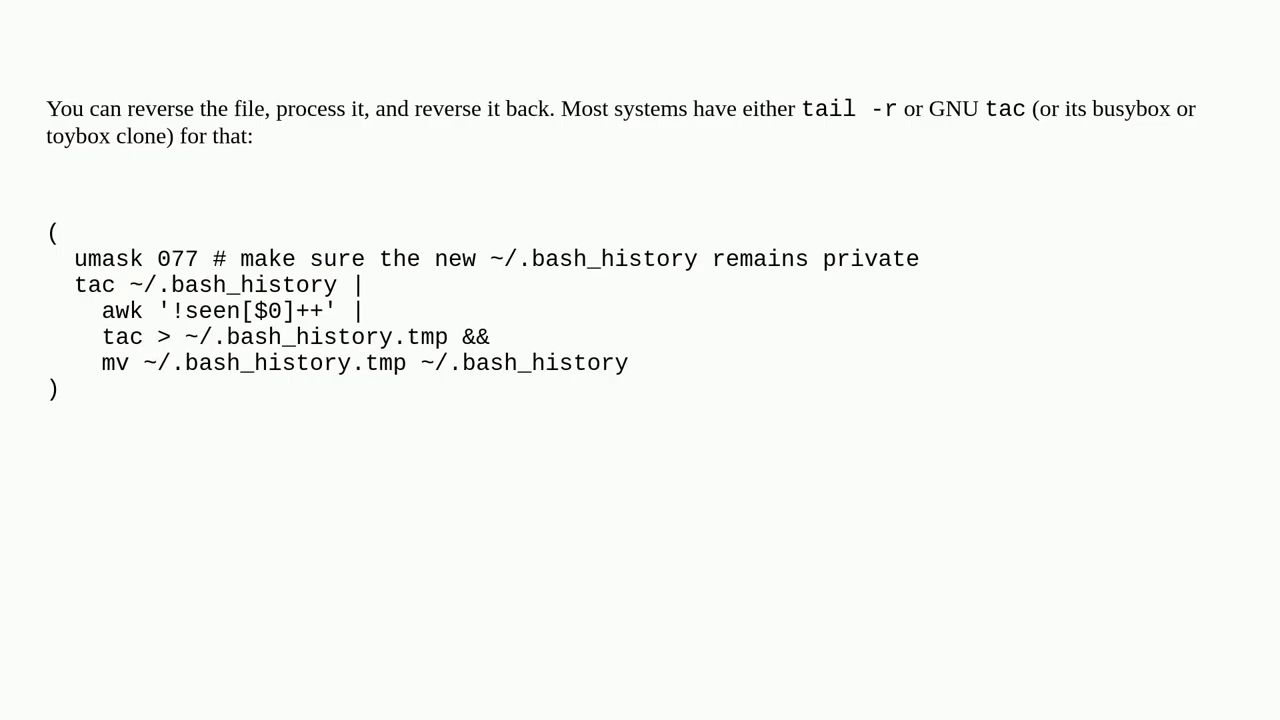 You can reverse the file, process it, and reverse it back. Most systems have either tail -r or GNU tac (or its busybox or
toybox clone) for that:
(
  umask 077 # make sure the new ~/.bash_history remains private
  tac ~/.bash_history |
    awk '!seen[$0]++' |
    tac > ~/.bash_history.tmp &&
    mv ~/.bash_history.tmp ~/.bash_history
)